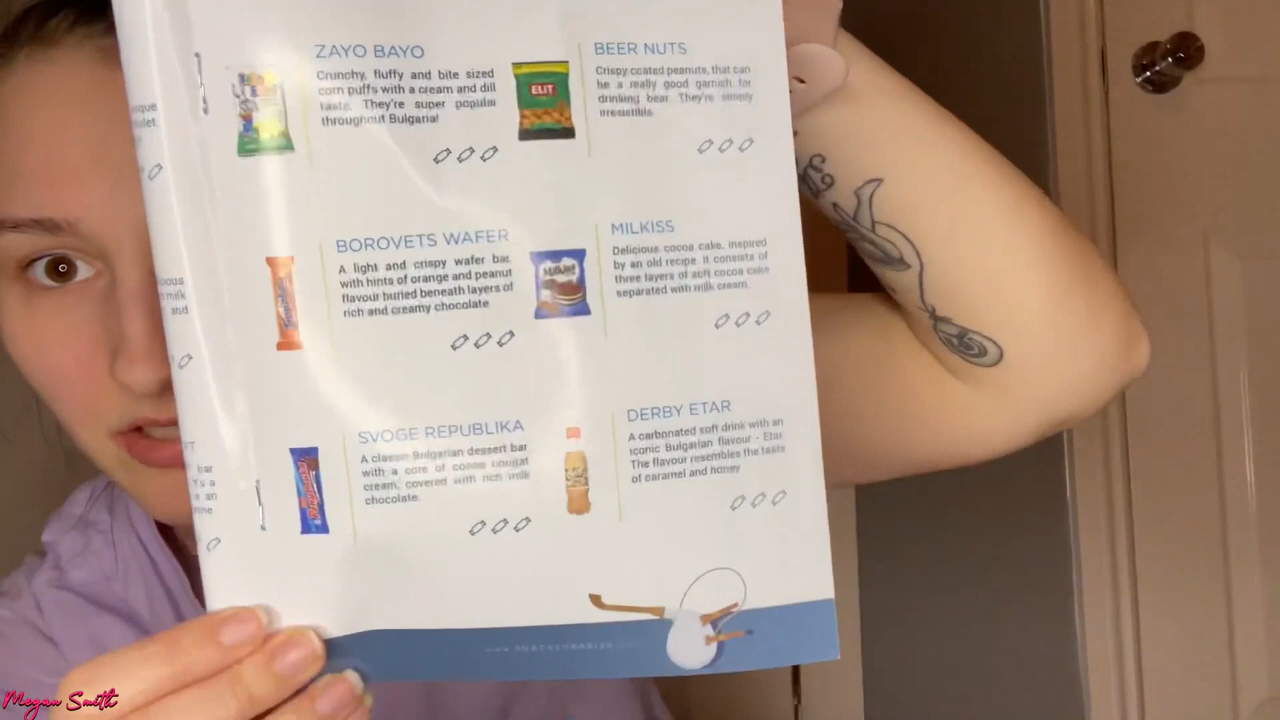 ZAYO BAYO
Crunchy, fluffy and bite sized
corn puffs with a cream and dill
taste. They're super popular
throughout Bulgaria!
BEER NUTS
Crispy coated peanuts, that can
be a really good garnish for
drinking bear. They're simply
irresistible.
ELIT
BOROVETS WAFER
A light and crispy wafer bar,
with hints of orange and peanut
flavour buried beneath layers of
rich and creamy chocolate
MILKISS
Delicious cocoa cake, inspired
by an old recipe. It consists of
three layers of soft cocoa cake
separated with milk cream.
Milkiss
SVOGE REPUBLIKA
A classic Bulgarian dessert bar
with a core of cocoa nougat
cream, covered with rich milk
chocolate.
DERBY ETAR
A carbonated soft drink with an
iconic Bulgarian flavour - Etar
The flavour resembles the taste
of caramel and honey
milk
and
bar
Megan Smith